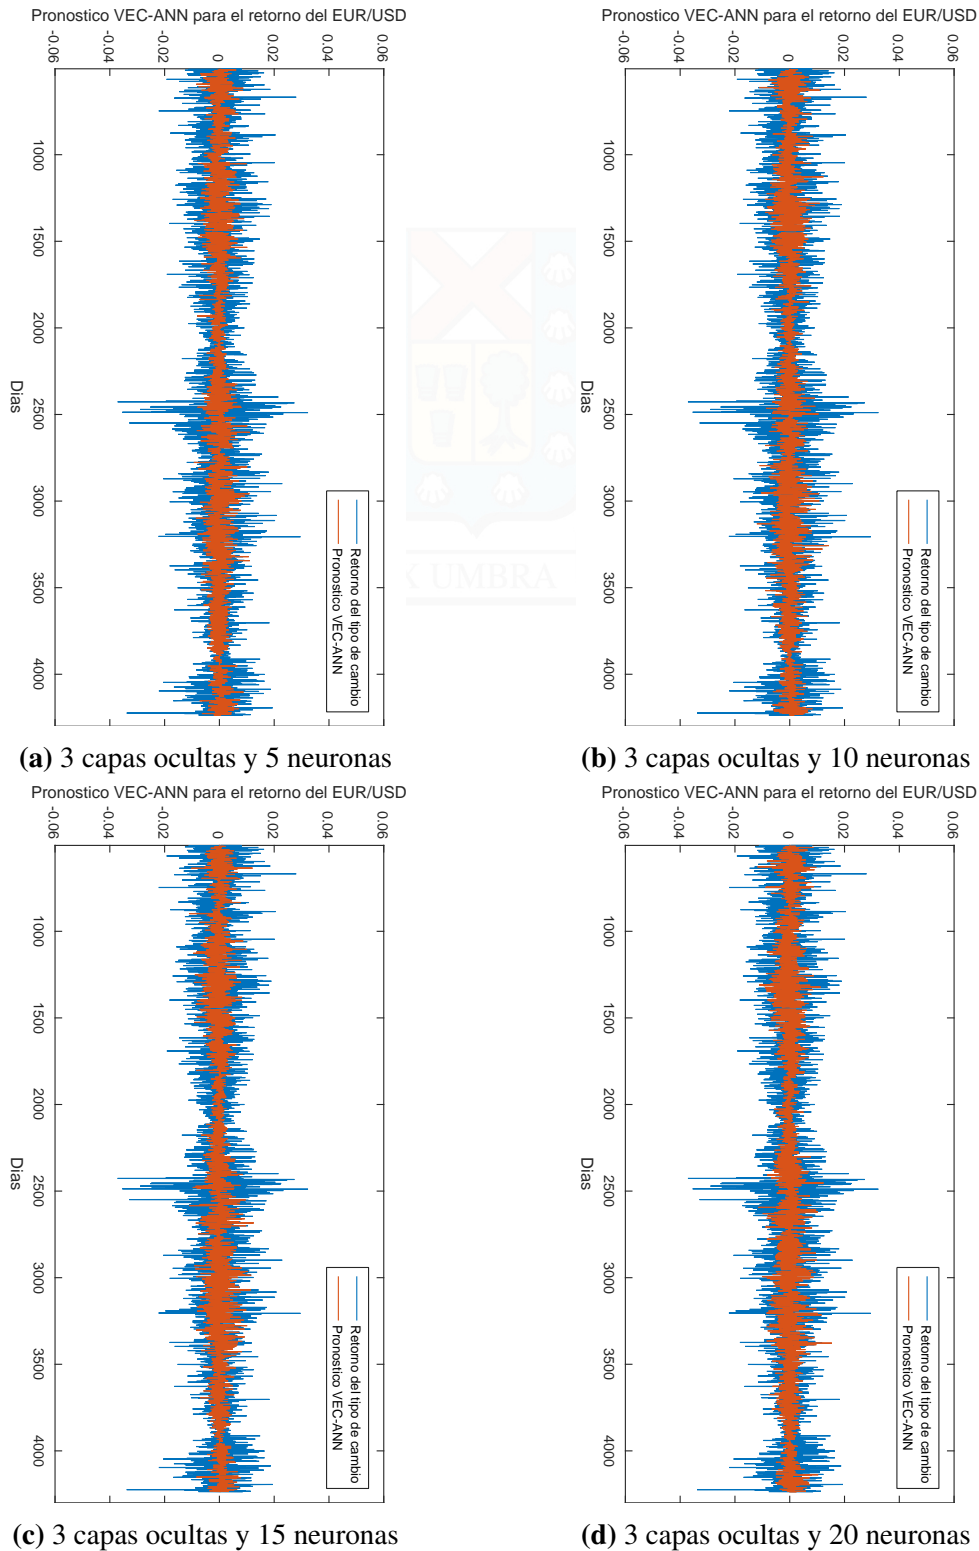 Pronostico VEC-ANN para el retorno del EUR/USD
-0.06
-0.04
-0.02
0
0.02
0.04
0.06
1000
1500
2000
2500
3000
3500
4000
Dias
Retorno del tipo de cambio
Pronostico VEC-ANN
(a) 3 capas ocultas y 5 neuronas
Pronostico VEC-ANN para el retorno del EUR/USD
-0.06
-0.04
-0.02
0
0.02
0.04
0.06
1000
1500
2000
2500
3000
3500
4000
Dias
Retorno del tipo de cambio
Pronostico VEC-ANN
(b) 3 capas ocultas y 10 neuronas
X UMBRA
Pronostico VEC-ANN para el retorno del EUR/USD
-0.06
-0.04
-0.02
0
0.02
0.04
0.06
1000
1500
2000
2500
3000
3500
4000
Dias
Retorno del tipo de cambio
Pronostico VEC-ANN
(c) 3 capas ocultas y 15 neuronas
Pronostico VEC-ANN para el retorno del EUR/USD
-0.06
-0.04
-0.02
0
0.02
0.04
0.06
1000
1500
2000
2500
3000
3500
4000
Dias
Retorno del tipo de cambio
Pronostico VEC-ANN
(d) 3 capas ocultas y 20 neuronas